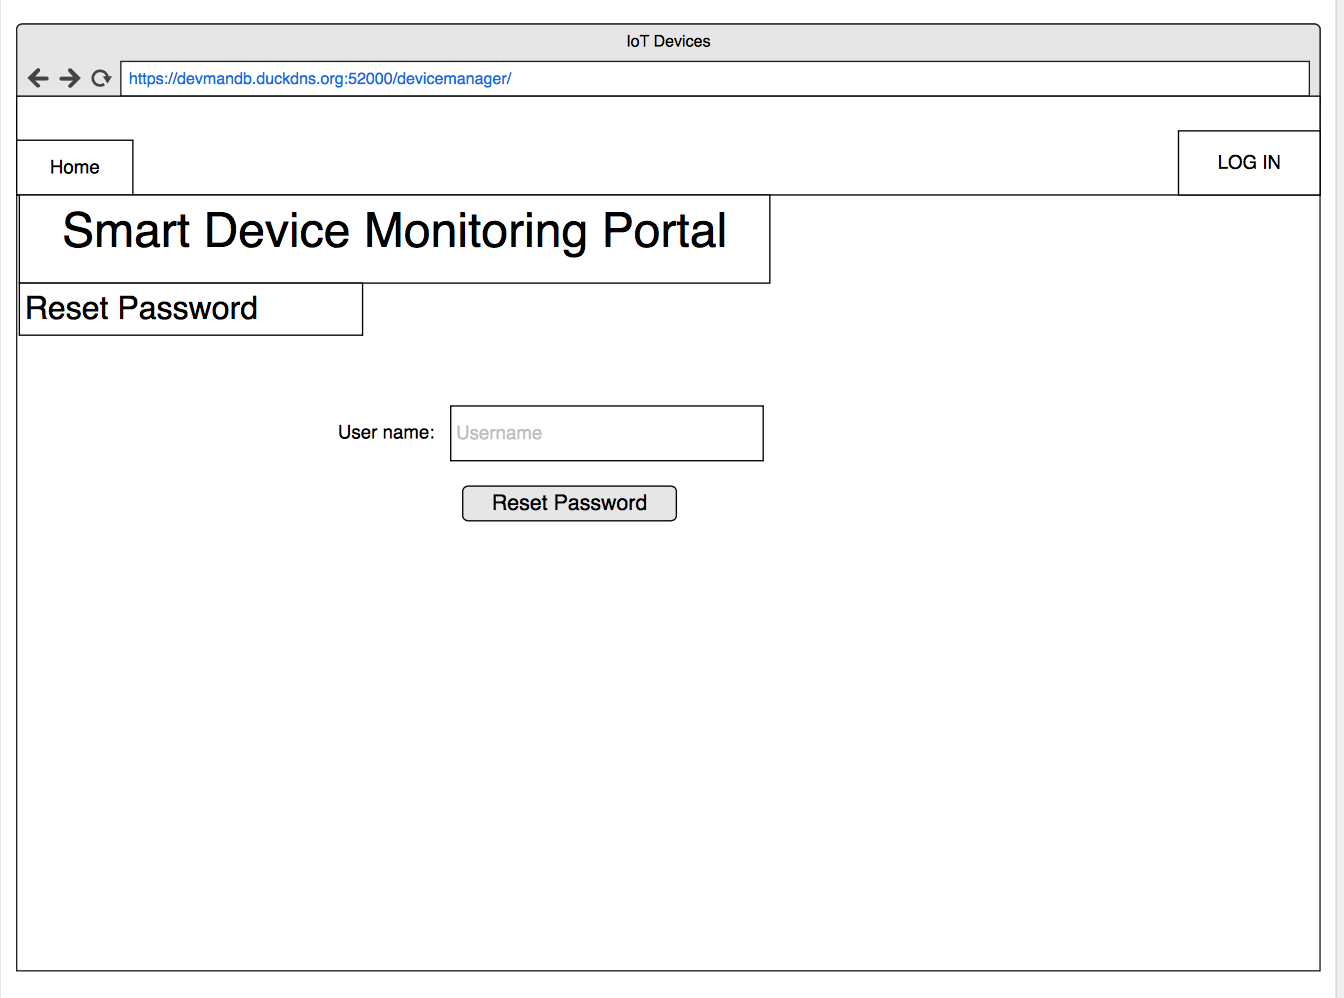 IoT Devices
https://devmandb.duckdns.org:52000/devicemanager/
Home
LOG IN
Smart Device Monitoring Portal
Reset Password
User name:
Username
Reset Password